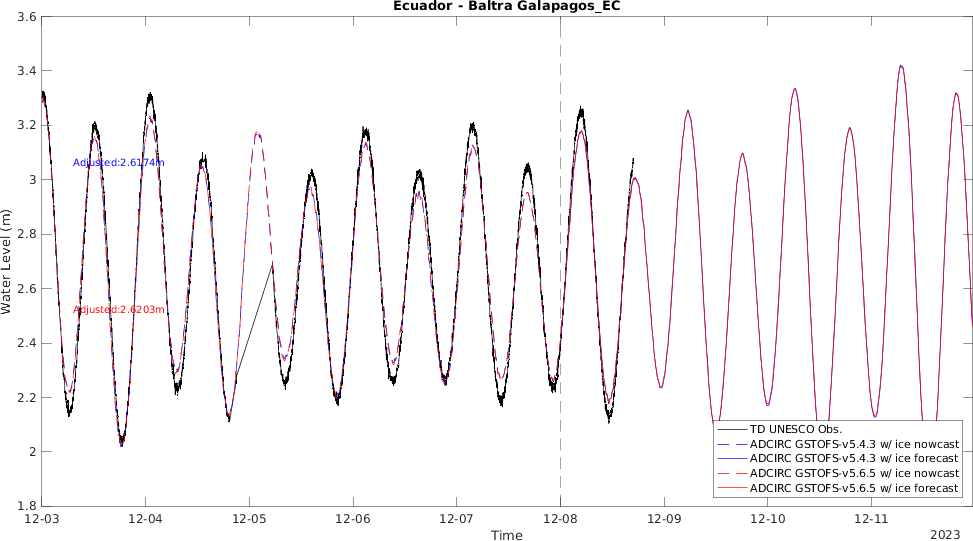 Ecuador - Baltra Galapagos_EC
3.6
3.4
3.2
3
2.8
2.6
2.4
2.2
2
1.8
Water Level (m)
Adjusted:2.6174m
Adjusted:2.6203m
TD UNESCO Obs.
ADCIRC GSTOFS-v5.4.3 w/ ice nowcast
ADCIRC GSTOFS-v5.4.3 w/ ice forecast
ADCIRC GSTOFS-v5.6.5 w/ ice nowcast
ADCIRC GSTOFS-v5.6.5 w/ ice forecast
12-03 12-04 12-05 12-06 12-07 12-08 12-09 12-10 12-11
Time
2023